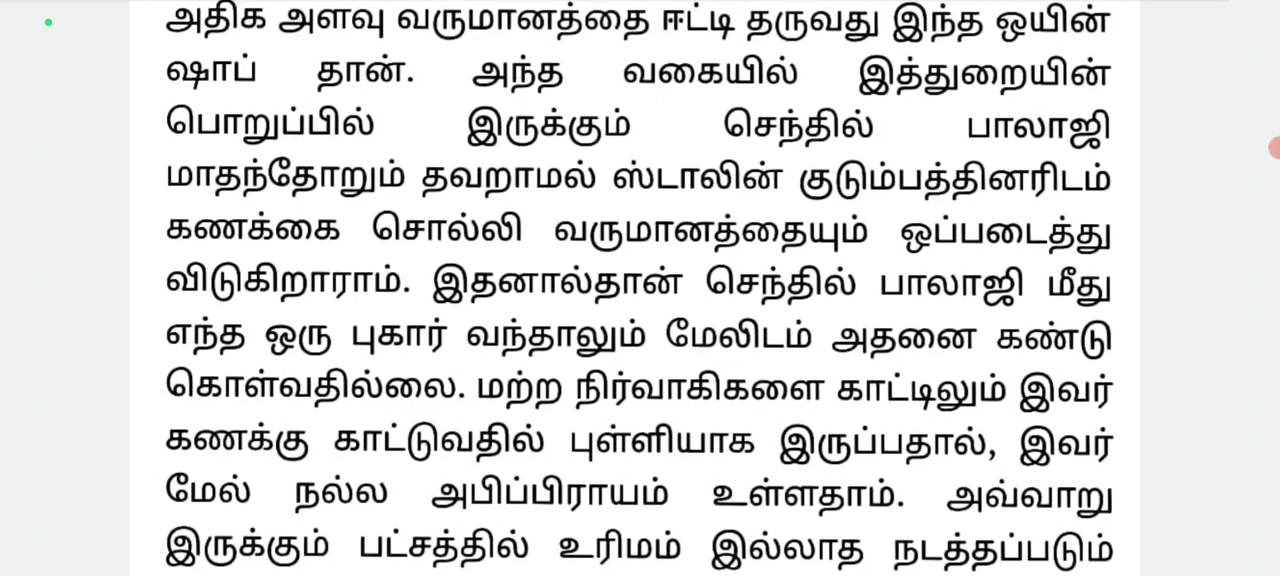 அதிக அளவு வருமானத்தை ஈட்டி தருவது இந்த ஒயின்
ஷாப் தான். அந்த வகையில் இத்துறையின்
பொறுப்பில் இருக்கும் செந்தில் பாலாஜி
மாதந்தோறும் தவறாமல் ஸ்டாலின் குடும்பத்தினரிடம்
கணக்கை சொல்லி வருமானத்தையும் ஒப்படைத்து
விடுகிறாராம். இதனால்தான் செந்தில் பாலாஜி மீது
எந்த ஒரு புகார் வந்தாலும் மேலிடம் அதனை கண்டு
கொள்வதில்லை. மற்ற நிர்வாகிகளை காட்டிலும் இவர்
கணக்கு காட்டுவதில் புள்ளியாக இருப்பதால், இவர்
மேல் நல்ல அபிப்பிராயம் உள்ளதாம். அவ்வாறு
இருக்கும் பட்சத்தில் உரிமம் இல்லாத நடத்தப்படும்